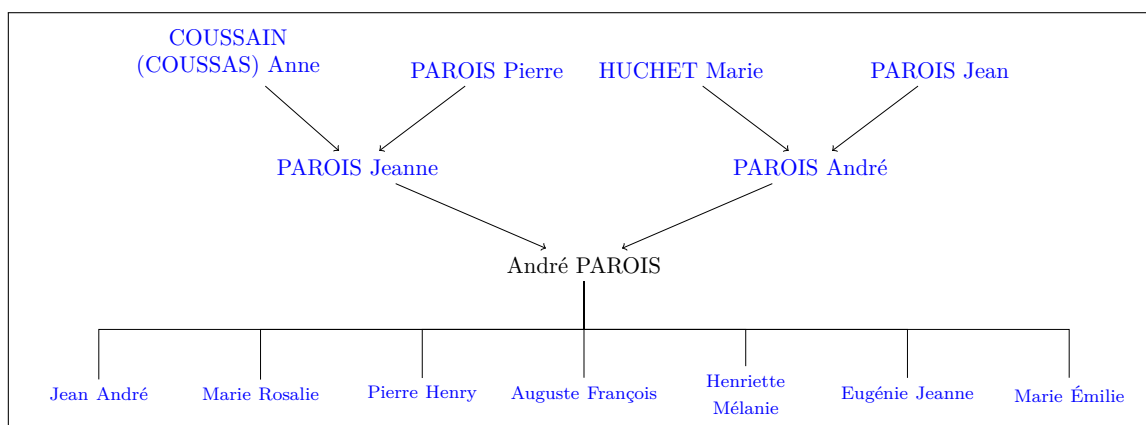 COUSSAIN
(COUSSAS) Anne
PAROIS Pierre
HUCHET Marie
PAROIS Jean
PAROIS Jeanne
PAROIS André
André PAROIS
Jean André
Marie Rosalie
Pierre Henry
Auguste François
Henriette
Mélanie
Eugénie Jeanne
Marie Émilie